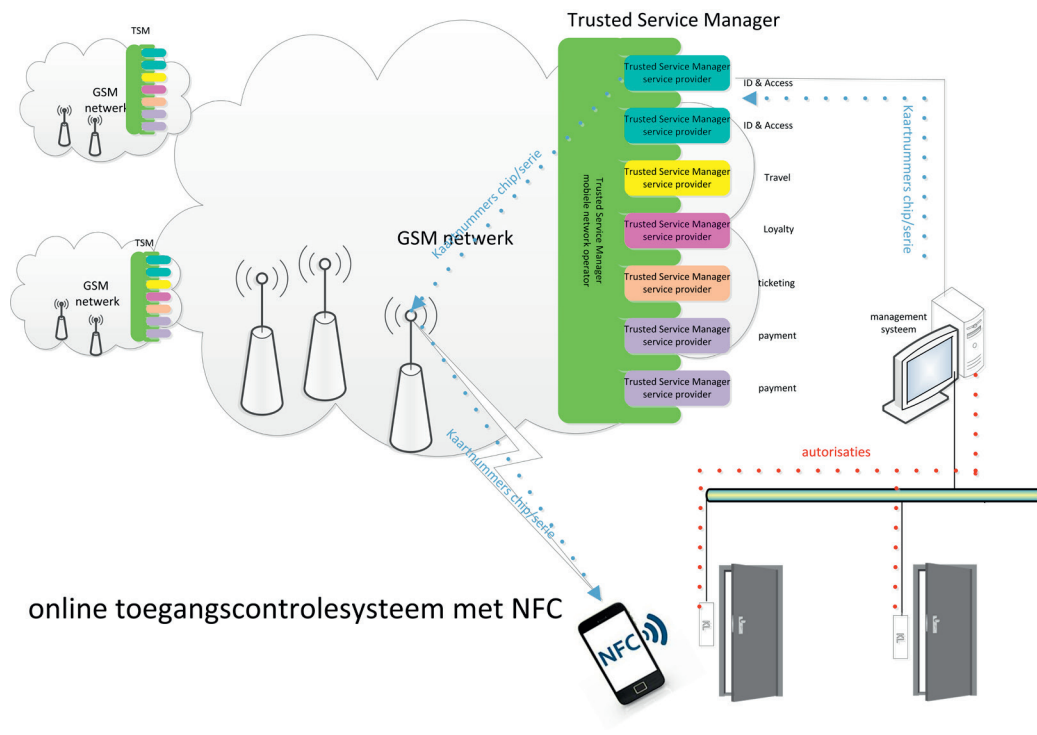 Trusted Service Manager
TSM
GSM
netwerk
TSM
GSM
netwerk
GSM netwerk
Trusted Service Manager
mobiele network operator
Trusted Service Manager
service provider
ID & Access
Trusted Service Manager
service provider
ID & Access
Trusted Service Manager
service provider
Travel
Trusted Service Manager
service provider
Loyalty
Trusted Service Manager
service provider
ticketing
Trusted Service Manager
service provider
payment
Trusted Service Manager
service provider
payment
Kaartnummers chip/serie
Kaartnummers chip/serie
Kaartnummers chip/serie
management
systeem
autorisaties
online toegangscontrolesysteem met NFC
NFC
KL
KL